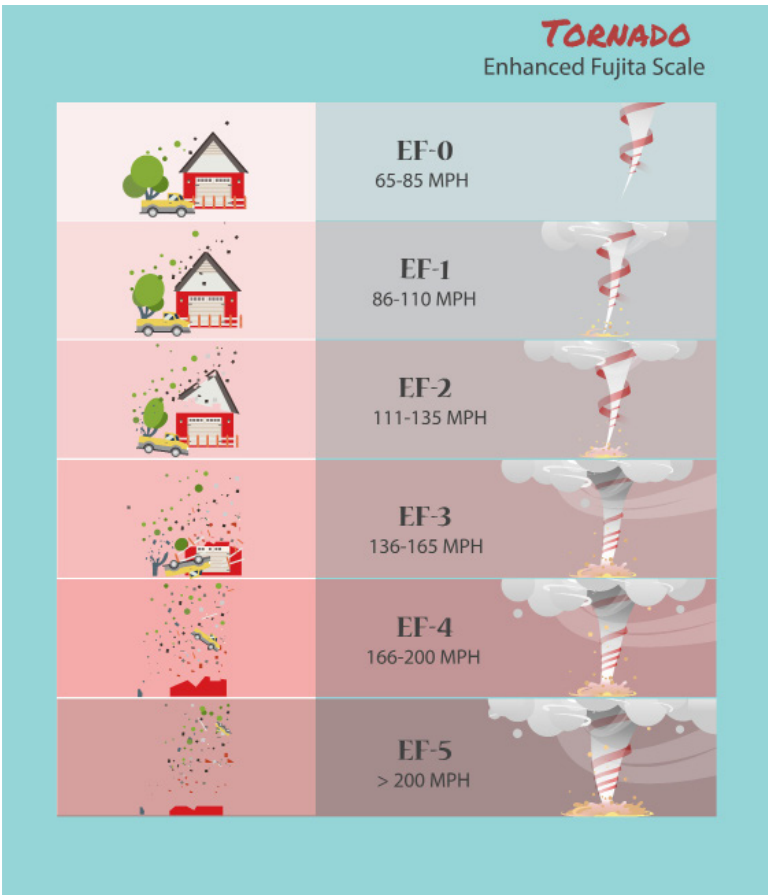 TORNADO
Enhanced Fujita Scale
EF-0
65-85 MPH
EF-1
86-110 MPH
EF-2
111-135 MPH
EF-3
136-165 MPH
EF-4
166-200 MPH
EF-5
> 200 MPH